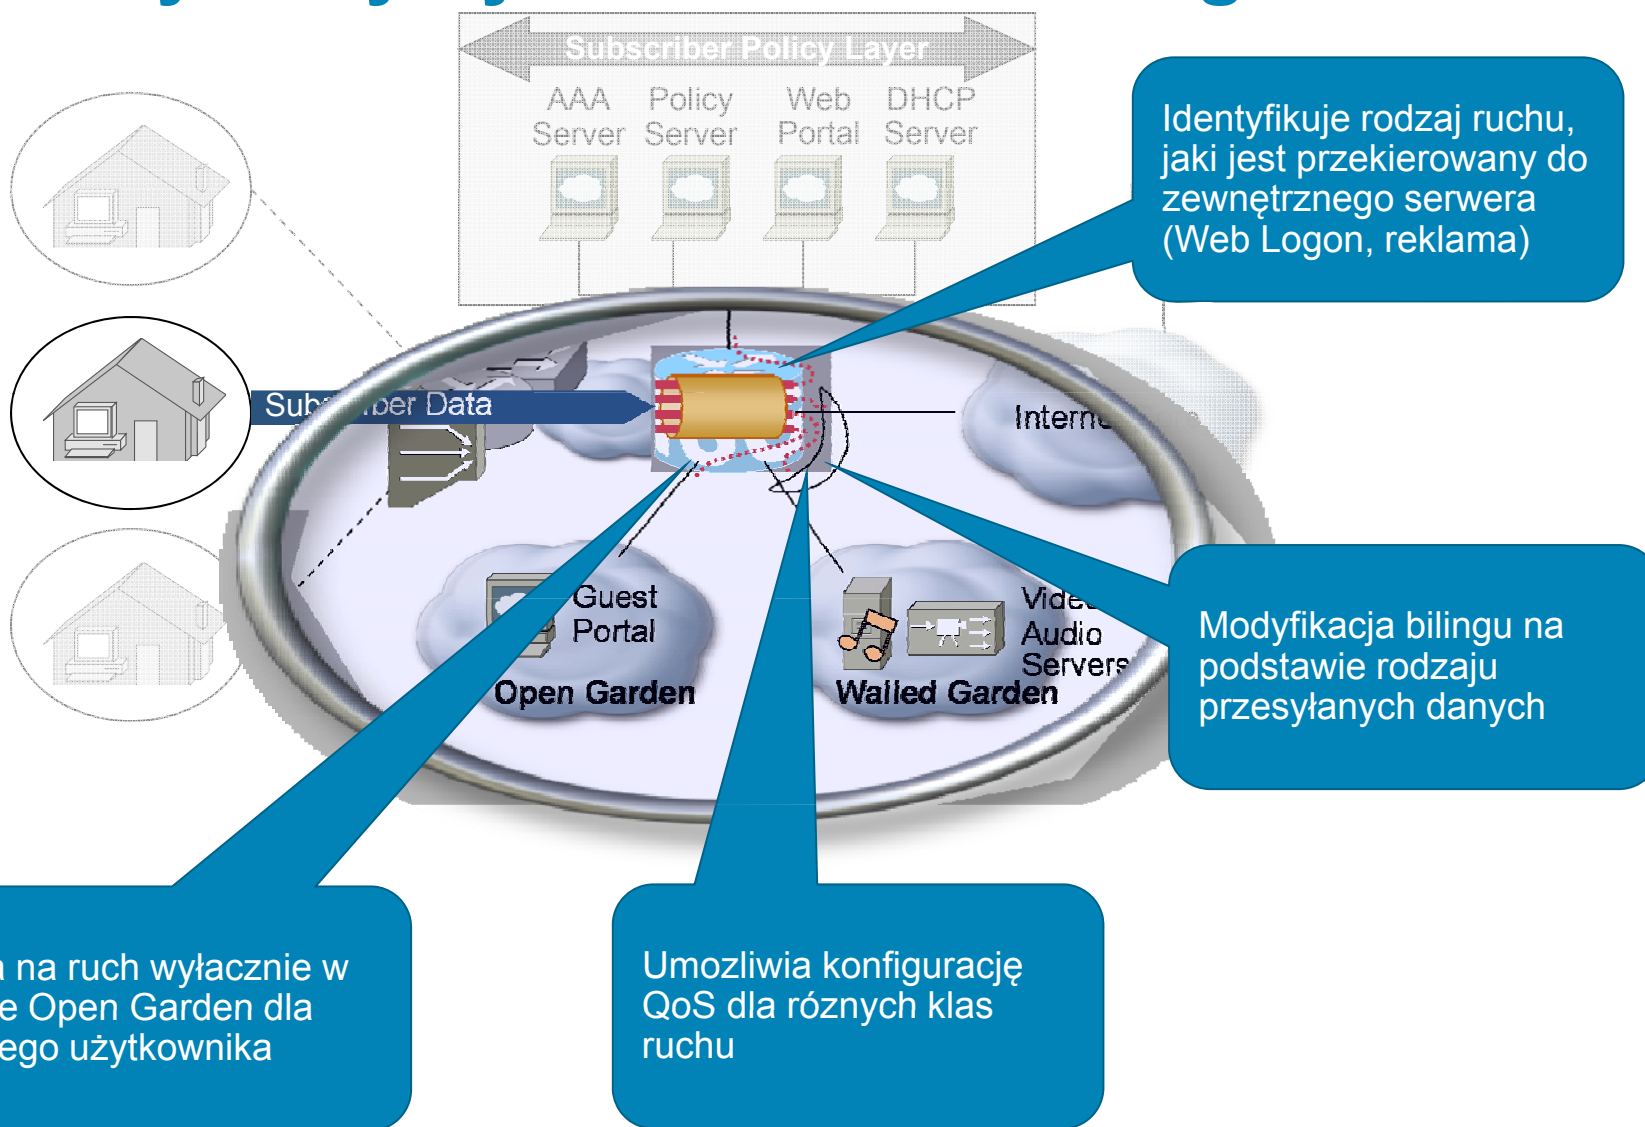 Subscriber Policy Layer
AAA Server
Policy Server
Web Portal
DHCP Server
Identyfikuje rodzaj ruchu,
jaki jest przekierowany do
zewnętrznego serwera
(Web Logon, reklama)
Data
Guest
Portal
Open Garden
Audio
Servers
Walled Garden
Modyfikacja bilingu na
podstawie rodzaju
przesyłanych danych
na ruch wyłacznie w
Open Garden dla
użytkownika
Umozliwia konfigurację
QoS dla róznych klas
ruchu